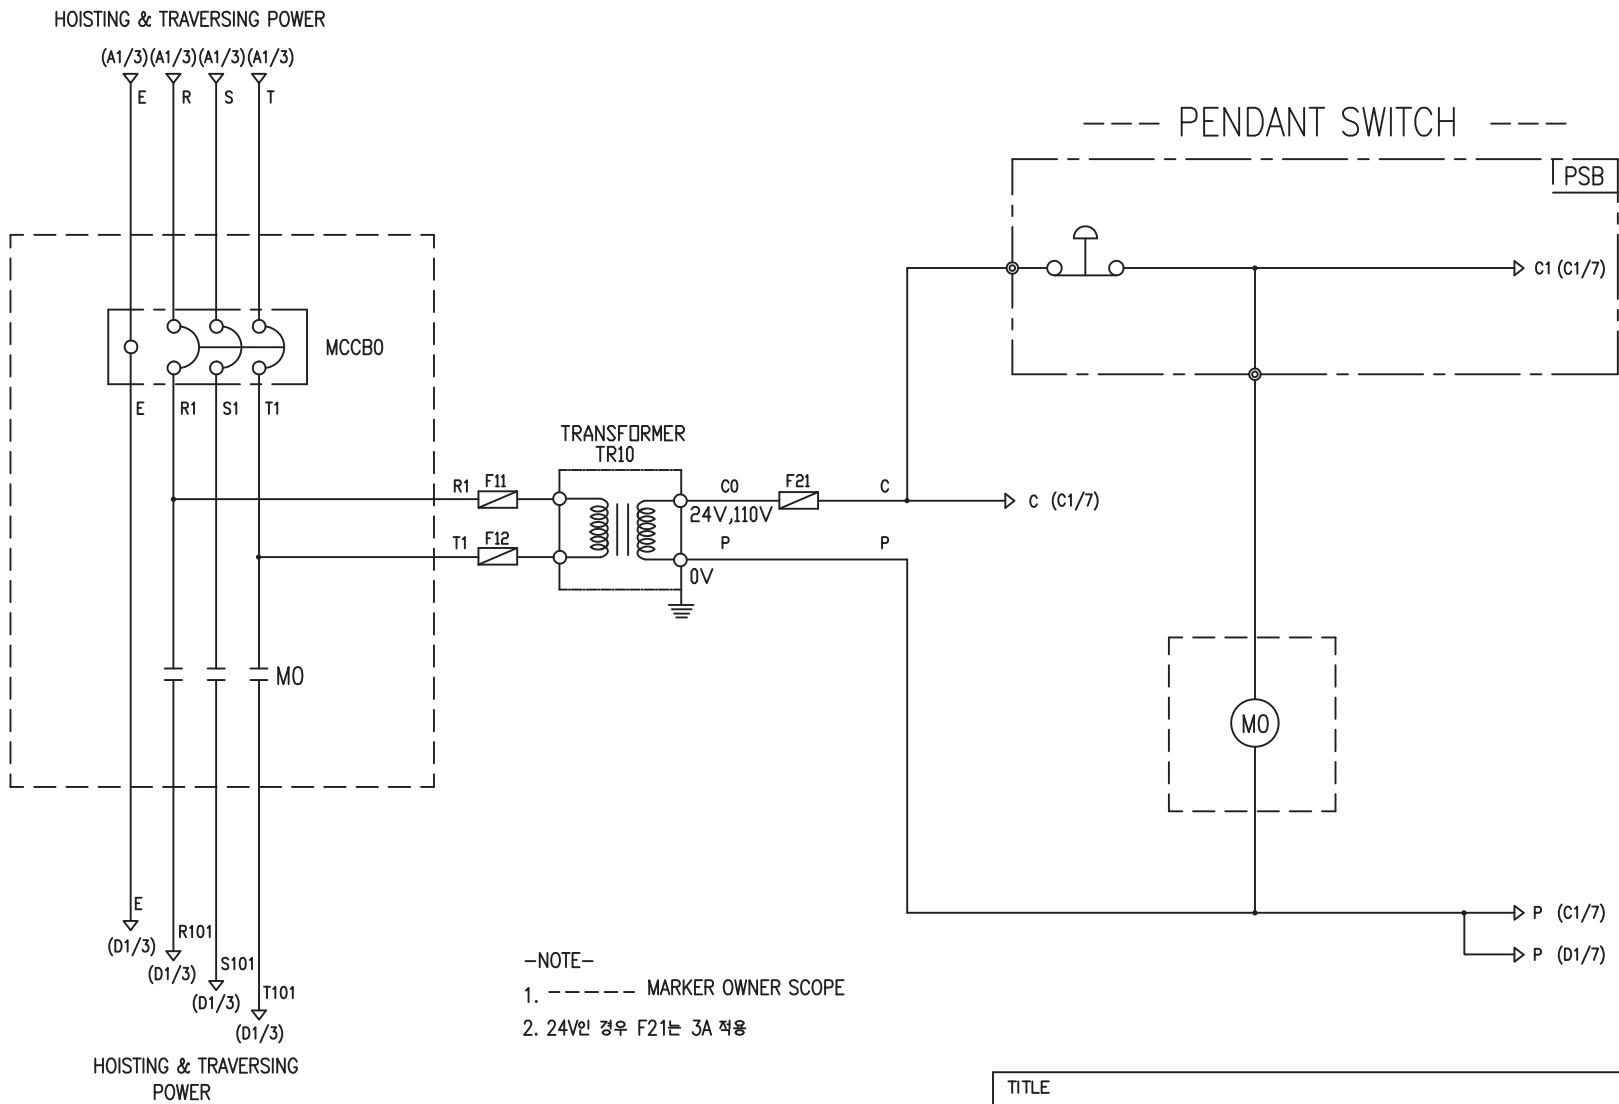 HOISTING & TRAVERSING POWER
(A1/3) (A1/3) (A1/3) (A1/3)
E R S T
PENDANT SWITCH
PSB
C1 (C1/7)
MCCB0
E R1 S1 T1
TRANSFORMER
TR10
R1 F11
C0 F21 C
C (C1/7)
24V,110V
T1 F12
P P
0V
M0
M0
E
(D1/3)
R101
(D1/3)
S101
(D1/3)
T101
(D1/3)
P (C1/7)
P (D1/7)
HOISTING & TRAVERSING
POWER
-NOTE-
1. ------ MARKER OWNER SCOPE
2. 24V인 경우 F21는 3A 적용
TITLE